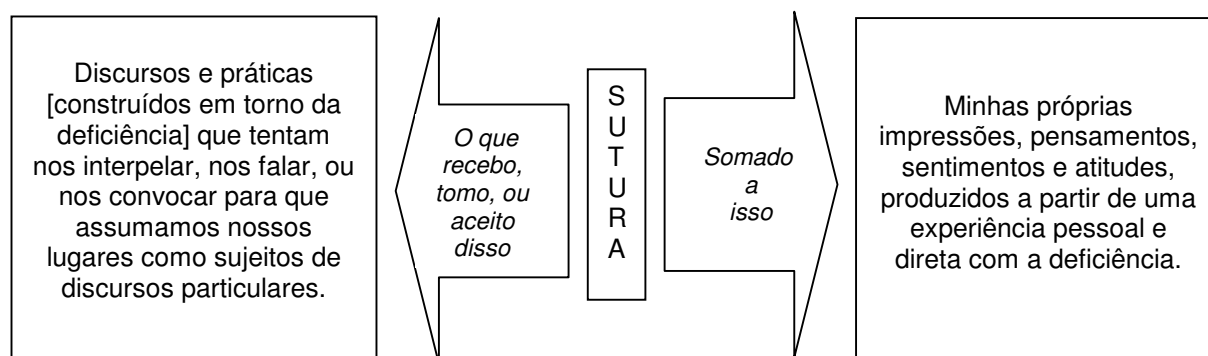 Discursos e práticas
[construídos em torno da
deficiência] que tentam
nos interpelar, nos falar, ou
nos convocar para que
assumamos nossos
lugares como sujeitos de
discursos particulares.
O que
recebo,
tomo, ou
aceito
disso
S
U
T
U
R
A
Somado
a
isso
Minhas próprias
impressões, pensamentos,
sentimentos e atitudes,
produzidos a partir de uma
experiência pessoal e
direta com a deficiência.